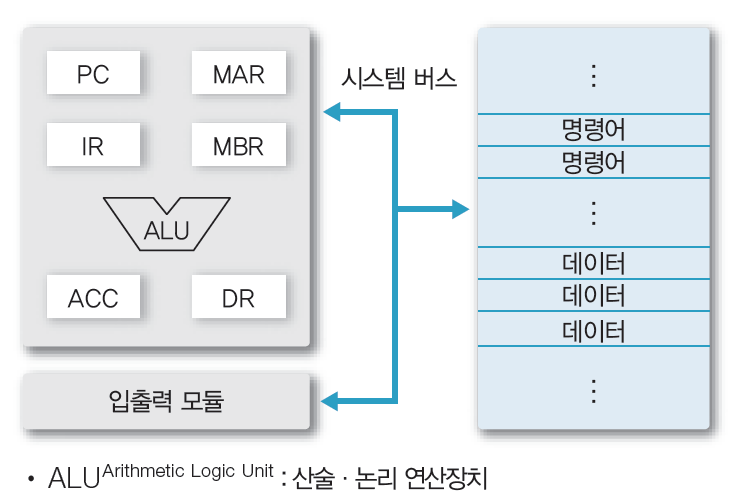 PC
MAR
시스템 버스
IR
MBR
ALU
ACC
DR
입출력 모듈
⋮
명령어
명령어
⋮
데이터
데이터
데이터
⋮
• ALU Arithmetic Logic Unit : 산술 · 논리 연산장치